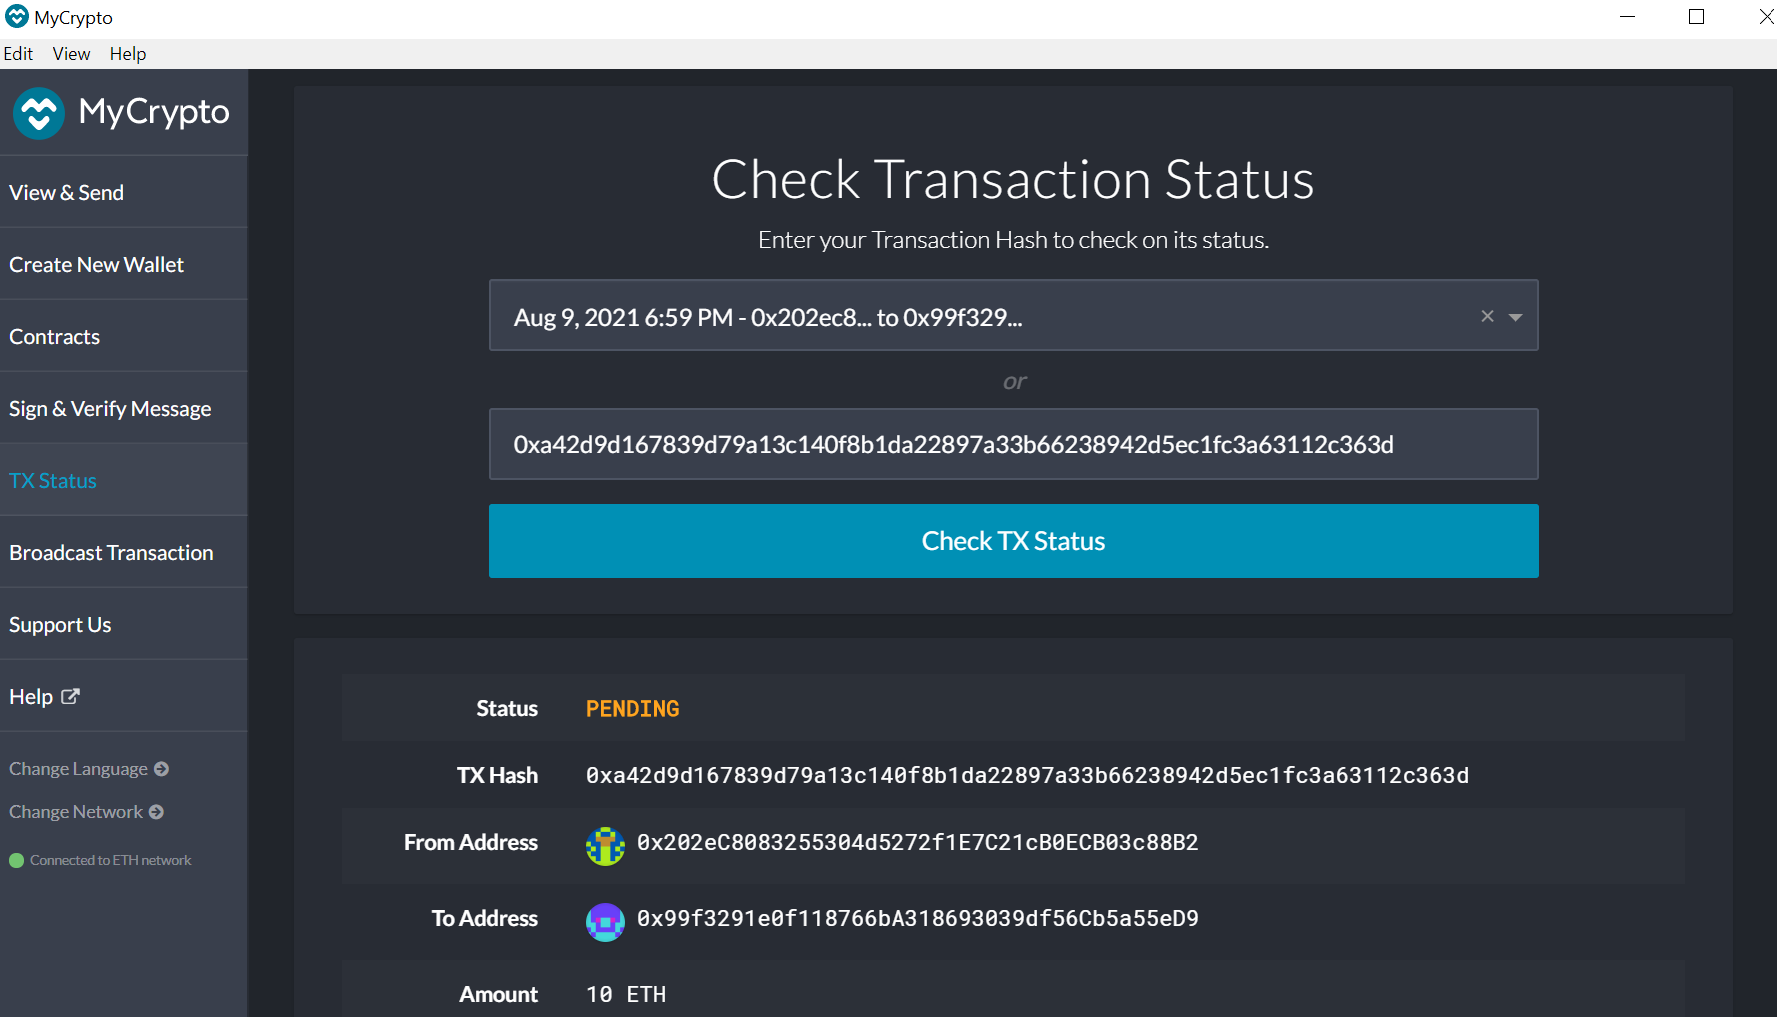 MyCrypto
Edit View Help
MyCrypto
View & Send
Create New Wallet
Contracts
Sign & Verify Message
TX Status
Broadcast Transaction
Support Us
Help
Change Language
Change Network
Connected to ETH network
Check Transaction Status
Enter your Transaction Hash to check on its status.
Aug 9, 2021 6:59 PM - 0x202ec8... to 0x99f329...
or
0xa42d9d167839d79a13c140f8b1da22897a33b66238942d5ec1fc3a63112c363d
Check TX Status
Status PENDING
TX Hash 0xa42d9d167839d79a13c140f8b1da22897a33b66238942d5ec1fc3a63112c363d
From Address 0x202eC8083255304d5272f1E7C21cB0ECB03c88B2
To Address 0x99f3291e0f118766bA318693039df56Cb5a55eD9
Amount 10 ETH